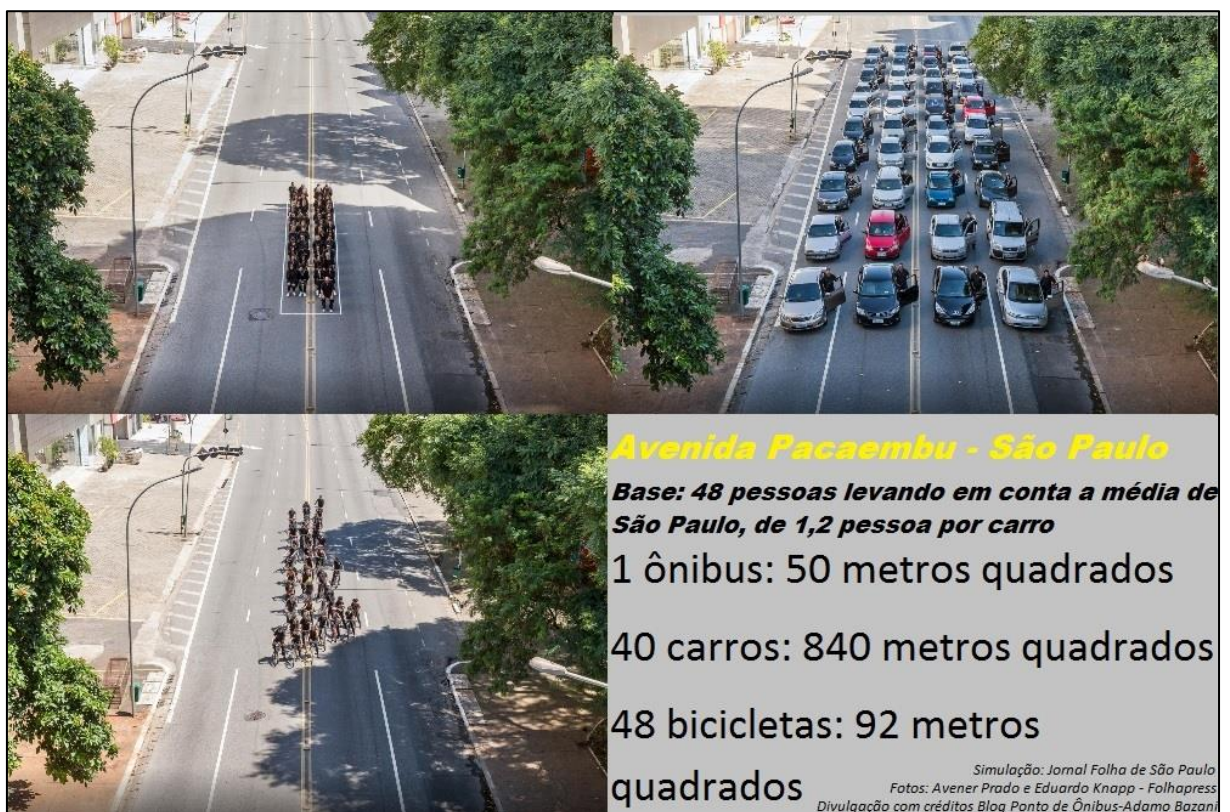 Avenida Pacaembu - São Paulo
Base: 48 pessoas levando em conta a média de
São Paulo, de 1,2 pessoa por carro
1 ônibus: 50 metros quadrados
40 carros: 840 metros quadrados
48 bicicletas: 92 metros
quadrados
Simulação: Jornal Folha de São Paulo
Fotos: Avener Prado e Eduardo Knapp - Folhapress
Divulgação com créditos Blog Ponto de Ônibus-Adamo Bazani